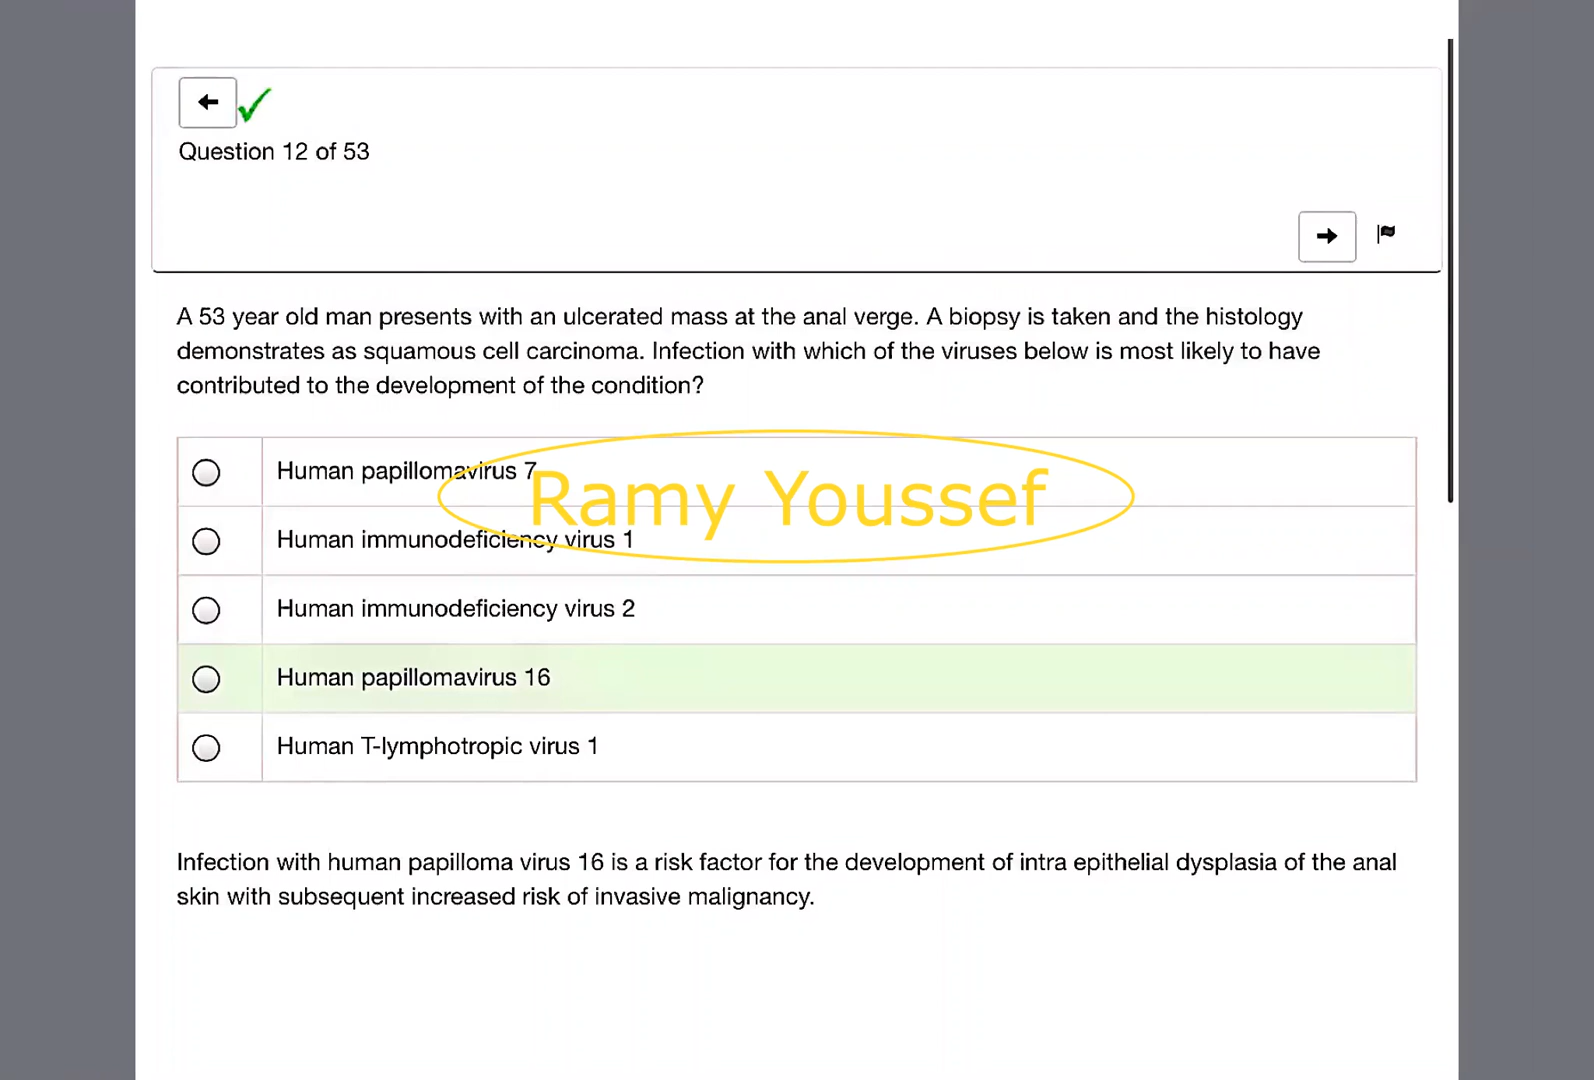 Question 12 of 53
A 53 year old man presents with an ulcerated mass at the anal verge. A biopsy is taken and the histology
demonstrates as squamous cell carcinoma. Infection with which of the viruses below is most likely to have
contributed to the development of the condition?
Human papillomavirus 7
Ramy Youssef
Human immunodeficiency virus 1
Human immunodeficiency virus 2
Human papillomavirus 16
Human T-lymphotropic virus 1
Infection with human papilloma virus 16 is a risk factor for the development of intra epithelial dysplasia of the anal
skin with subsequent increased risk of invasive malignancy.